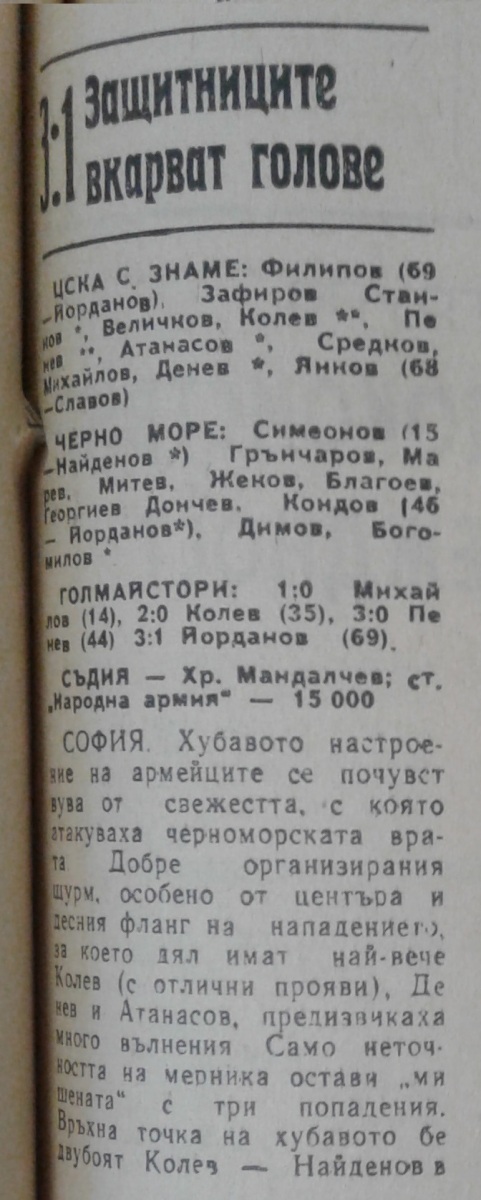 3:1 Защитниците
вкарват голове
ЦСКА С. ЗНАМЕ: Филипов (69
—Йорданов), Зафиров Стан-
ков *, Величков, Колев **, Пе
нев **, Атанасов *, Средков,
Михайлов, Денев *, Янков (68
—Славов)
ЧЕРНО МОРЕ: Симеонов (15
—Найденов *) Грънчаров, Ма
рев, Митев, Жеков, Благоев,
Георгиев Дончев, Кондов (46
— Йорданов*), Димов, Бого-
милов *
ГОЛМАЙСТОРИ: 1:0 Михай
лов (14), 2:0 Колев (35), 3:0 Пе
нев (44) 3:1 Йорданов (69).
СЪДИЯ — Хр. Мандалчев; ст.
„Народна армия“ — 15 000
СОФИЯ. Хубавото настрое-
ние на армейците се почувст
вува от свежестта, с която
атакуваха черноморската вра-
та Добре организирания
щурм, особено от центъра и
десния фланг на нападението,
за което дял имат най-вече
Колев (с отлични прояви), Де
нев и Атанасов, предизвикаха
много вълнения Само неточ-
ността на мерника остави „ми
шената“ с три попадения.
Връхна точка на хубавото бе
двубоят Колев — Найденов в